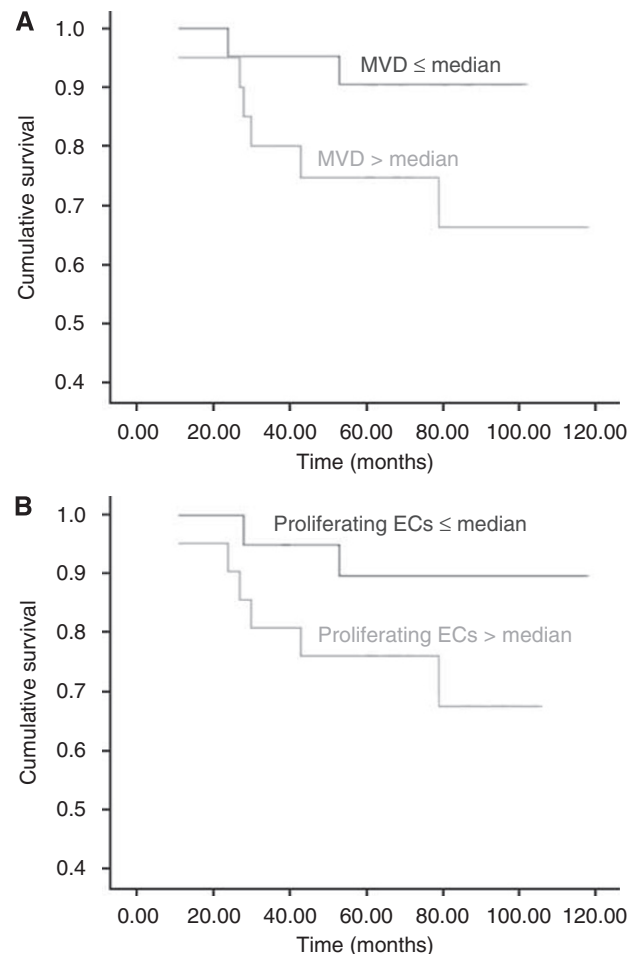 A
1.0
0.9
0.8
0.7
0.6
0.5
0.4
Cumulative survival
MVD ≤ median
MVD > median
0.00 20.00 40.00 60.00 80.00 100.00 120.00
Time (months)
B
1.0
0.9
0.8
0.7
0.6
0.5
0.4
Cumulative survival
Proliferating ECs ≤ median
Proliferating ECs > median
0.00 20.00 40.00 60.00 80.00 100.00 120.00
Time (months)